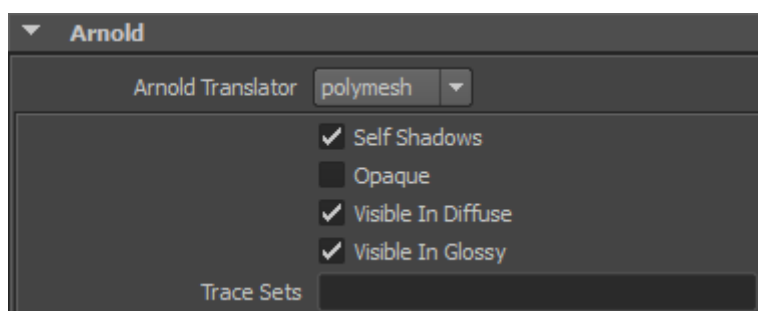 Arnold
Arnold Translator polymesh
Self Shadows
Opaque
Visible In Diffuse
Visible In Glossy
Trace Sets